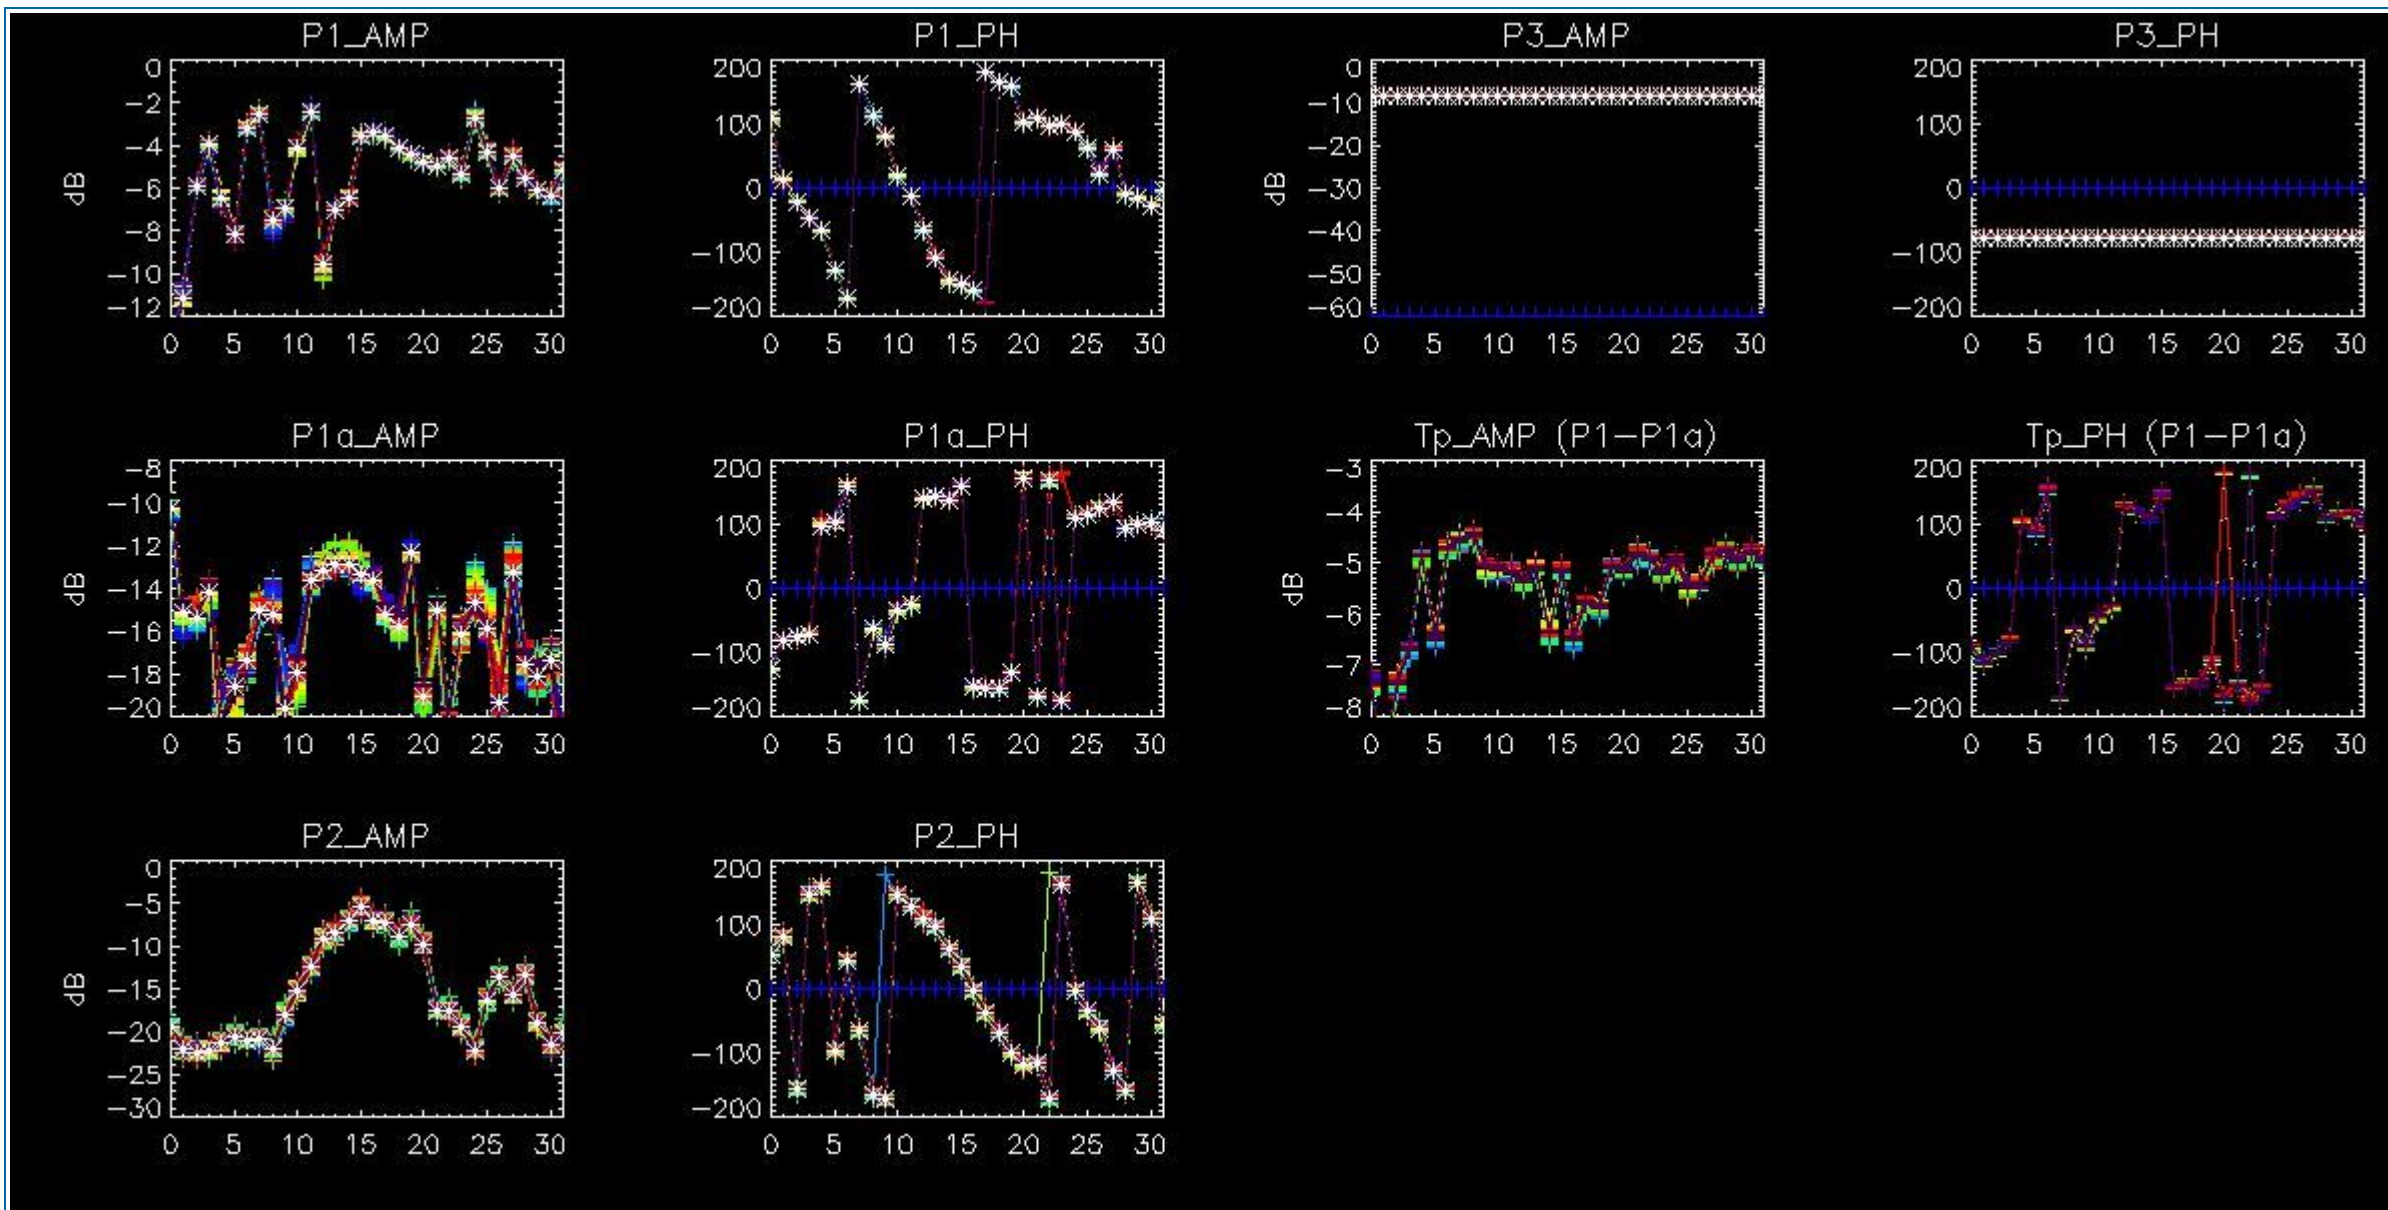 P1_AMP
0
−2
−4
−6
−8
−10
−12
dB
0 5 10 15 20 25 30
P1_PH
200
100
0
−100
−200
0 5 10 15 20 25 30
P3_AMP
0
−10
−20
−30
−40
−50
−60
dB
0 5 10 15 20 25 30
P3_PH
200
100
0
−100
−200
0 5 10 15 20 25 30
P1a_AMP
−8
−10
−12
−14
−16
−18
−20
dB
0 5 10 15 20 25 30
P1a_PH
200
100
0
−100
−200
0 5 10 15 20 25 30
Tp_AMP (P1−P1a)
−3
−4
−5
−6
−7
−8
dB
0 5 10 15 20 25 30
Tp_PH (P1−P1a)
200
100
0
−100
−200
0 5 10 15 20 25 30
P2_AMP
0
−5
−10
−15
−20
−25
−30
dB
0 5 10 15 20 25 30
P2_PH
200
100
0
−100
−200
0 5 10 15 20 25 30